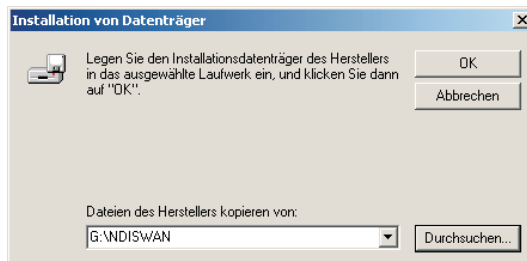 Installation von Datenträger
Legen Sie den Installationsdatenträger des Herstellers
in das ausgewählte Laufwerk ein, und klicken Sie dann
auf "OK".
OK
Abbrechen
Dateien des Herstellers kopieren von:
G:\NDISWAN
Durchsuchen...